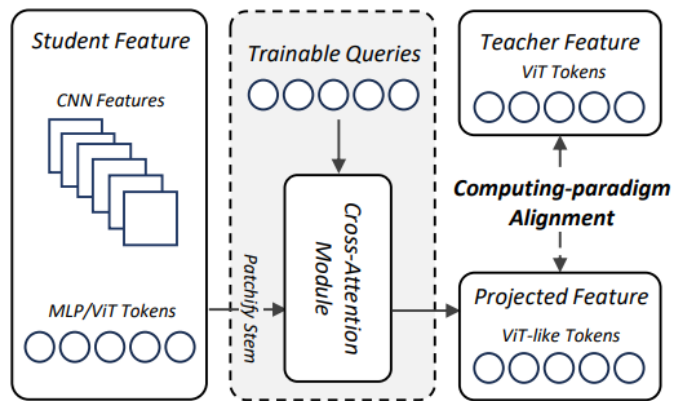 Student Feature
CNN Features
MLP/ViT Tokens
Trainable Queries
Patchify Stem
Cross-Attention
Module
Teacher Feature
ViT Tokens
Computing-paradigm
Alignment
Projected Feature
ViT-like Tokens